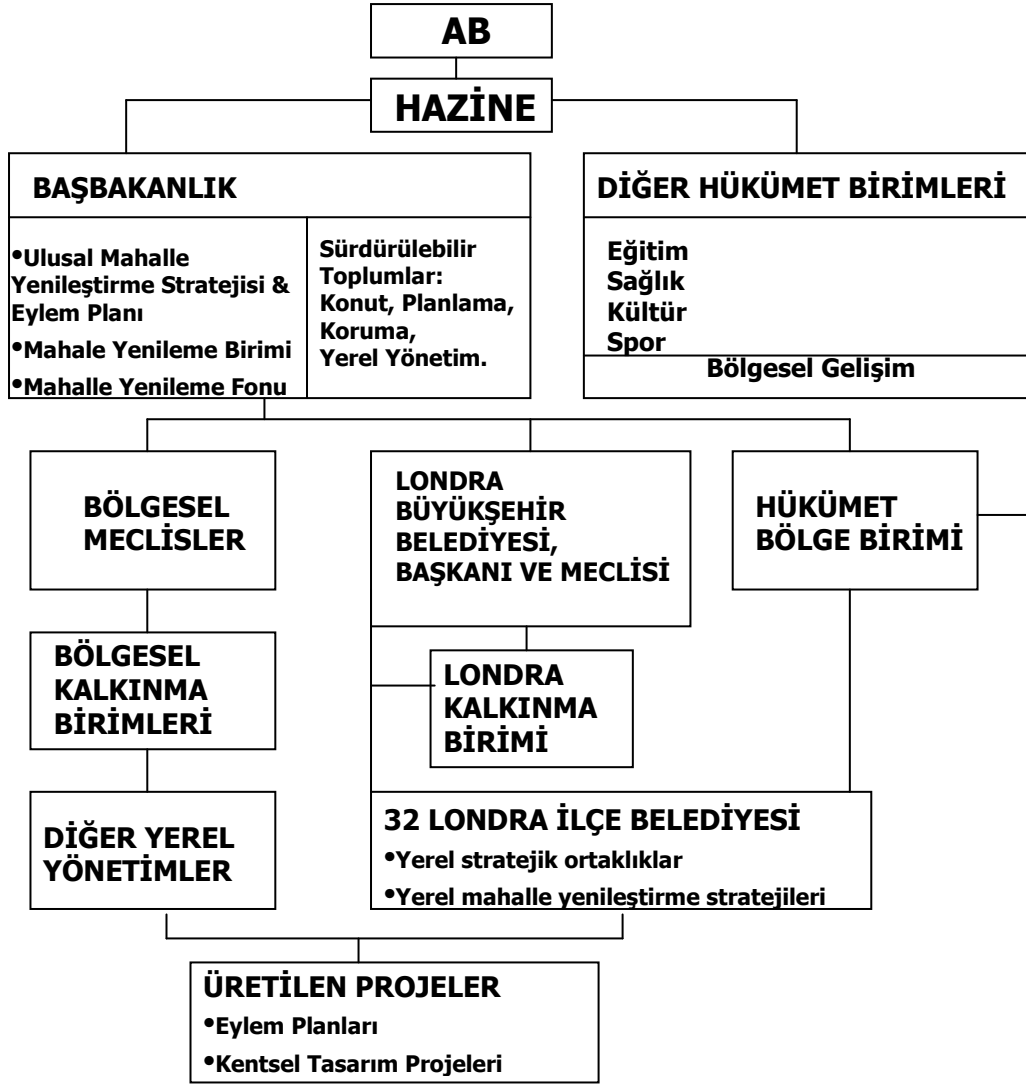 AB
HAZİNE
BAŞBAKANLIK
•Ulusal Mahalle
Yenileştirme Stratejisi &
Eylem Planı
•Mahale Yenileme Birimi
•Mahalle Yenileme Fonu
Sürdürülebilir
Toplumlar:
Konut, Planlama,
Koruma,
Yerel Yönetim.
DİĞER HÜKÜMET BİRİMLERİ
Eğitim
Sağlık
Kültür
Spor
Bölgesel Gelişim
BÖLGESEL
MECLİSLER
LONDRA
BÜYÜKŞEHİR
BELEDİYESİ,
BAŞKANI VE MECLİSİ
HÜKÜMET
BÖLGE BİRİMİ
BÖLGESEL
KALKINMA
BİRİMLERİ
LONDRA
KALKINMA
BİRİMİ
DİĞER YEREL
YÖNETİMLER
32 LONDRA İLÇE BELEDİYESİ
•Yerel stratejik ortaklıklar
•Yerel mahalle yenileştirme stratejileri
ÜRETİLEN PROJELER
•Eylem Planları
•Kentsel Tasarım Projeleri